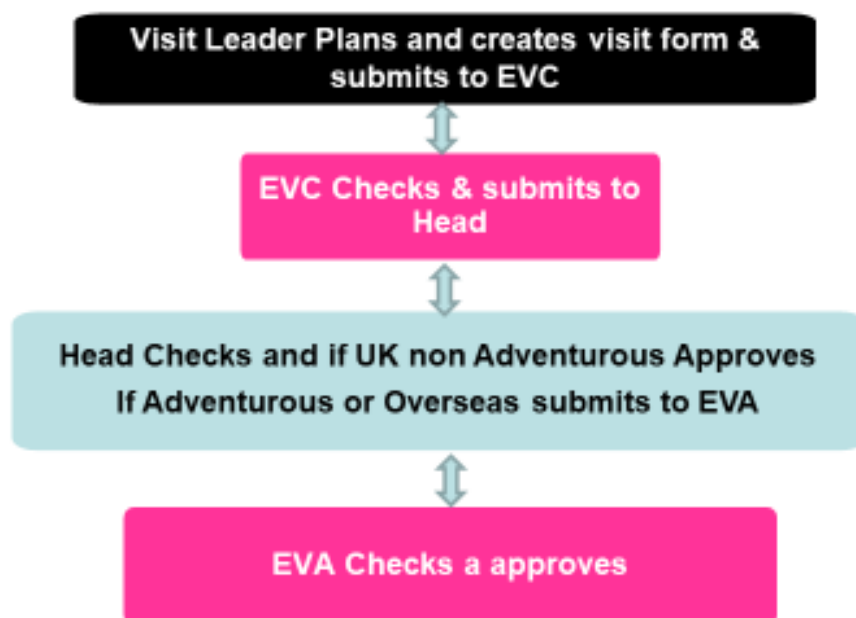 Visit Leader Plans and creates visit form &
submits to EVC
EVC Checks & submits to
Head
Head Checks and if UK non Adventurous Approves
If Adventurous or Overseas submits to EVA
EVA Checks a approves